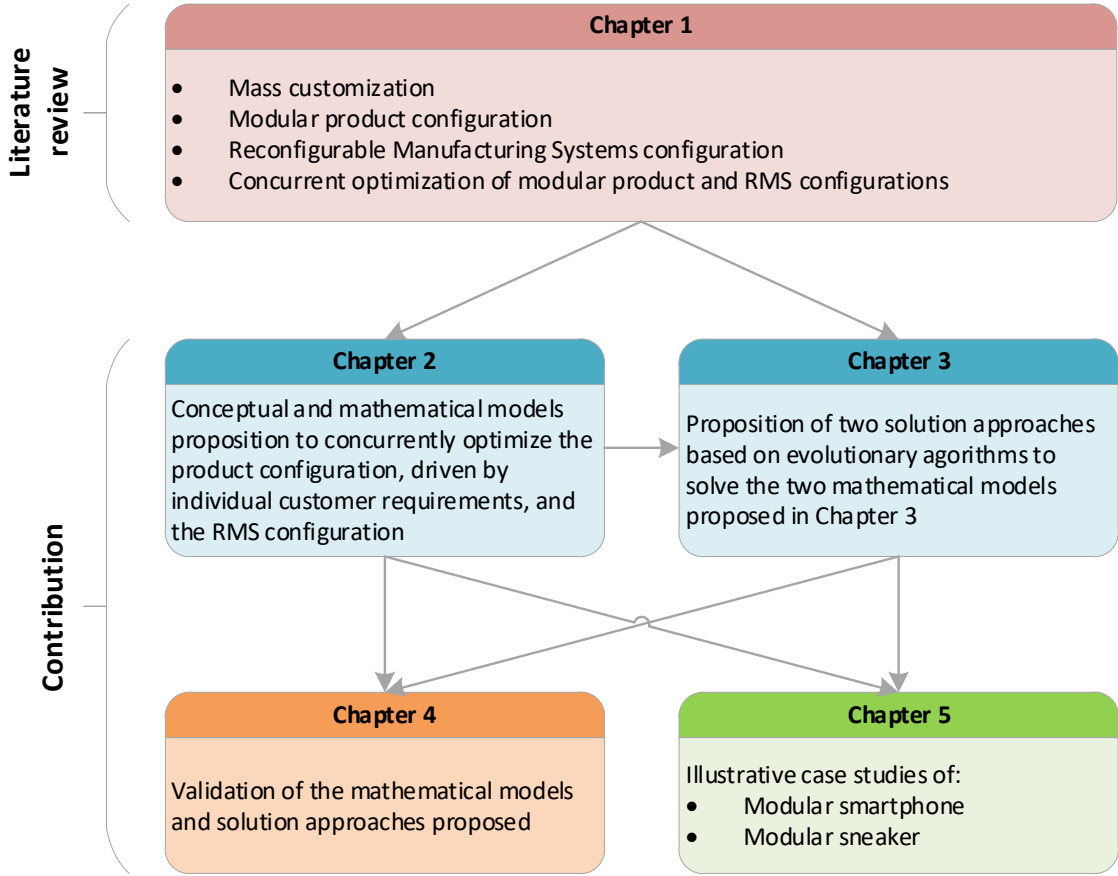 Literature
review
Chapter 1
• Mass customization
• Modular product configuration
• Reconfigurable Manufacturing Systems configuration
• Concurrent optimization of modular product and RMS configurations
Contribution
Chapter 2
Conceptual and mathematical models
proposition to concurrently optimize the
product configuration, driven by
individual customer requirements, and
the RMS configuration
Chapter 3
Proposition of two solution approaches
based on evolutionary agorithms to
solve the two mathematical models
proposed in Chapter 3
Chapter 4
Validation of the mathematical models
and solution approaches proposed
Chapter 5
Illustrative case studies of:
• Modular smartphone
• Modular sneaker